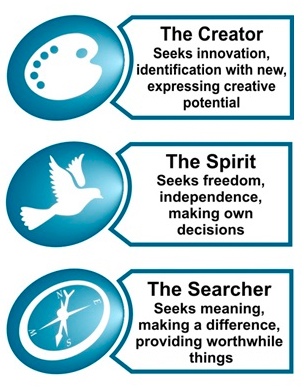 The Creator
Seeks innovation,
identification with new,
expressing creative
potential
The Spirit
Seeks freedom,
independence,
making own
decisions
N
E
S
W
The Searcher
Seeks meaning,
making a difference,
providing worthwhile
things